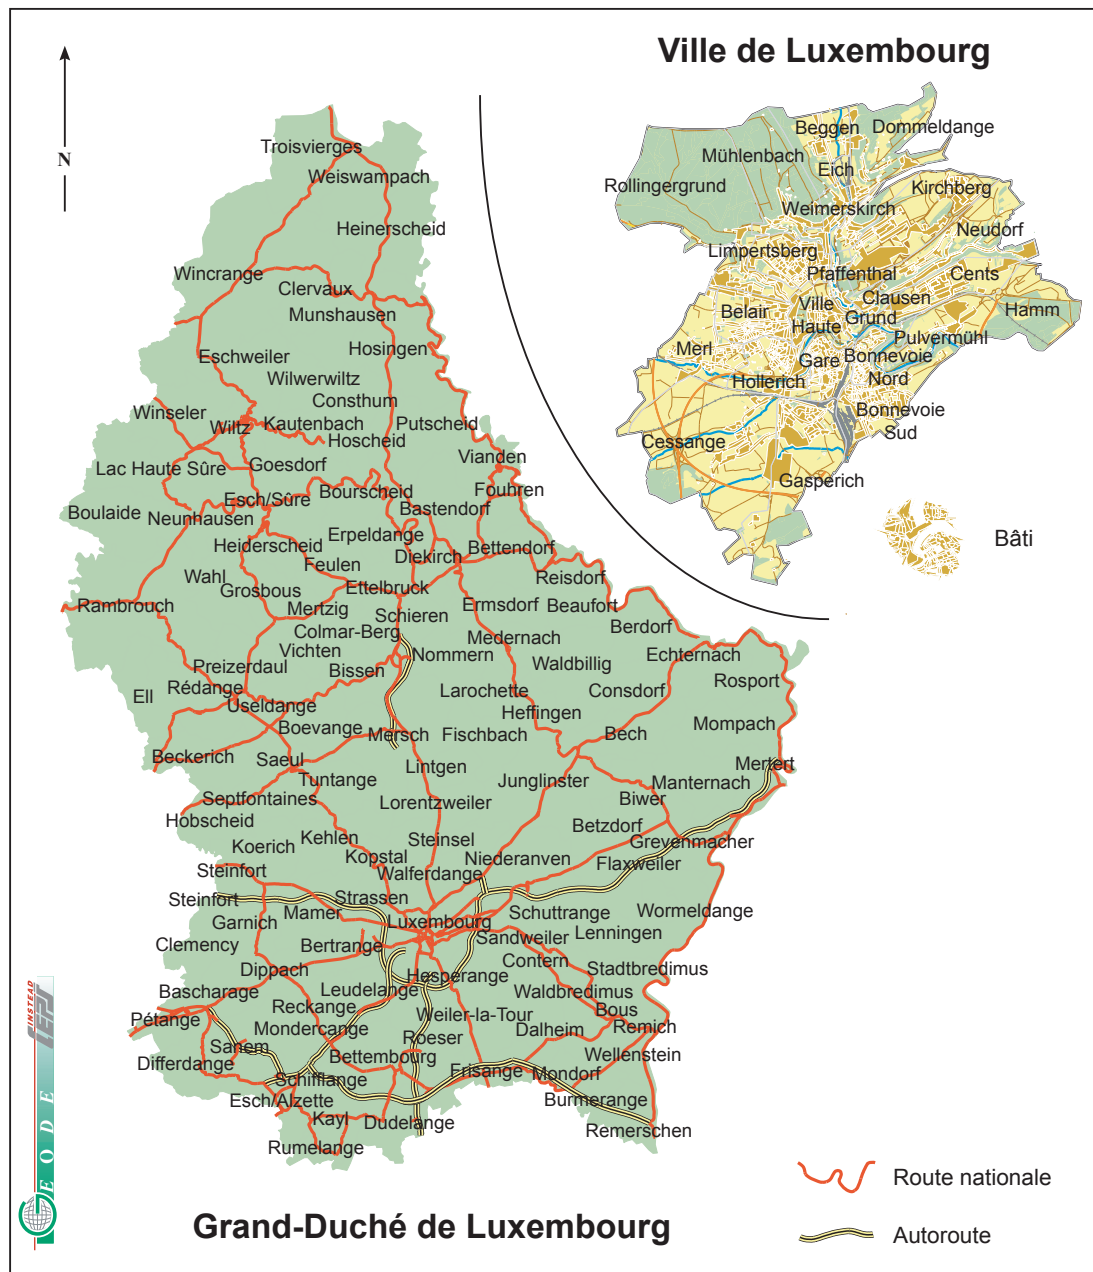 Ville de Luxembourg
N
Beggen
Dommeldange
Mühlenbach
Eich
Rollingergrund
Kirchberg
Weimerskirch
Neudorf
Limpertsberg
Pfaffenthal
Cents
Clausen
Ville
Haute
Belair
Grund
Hamm
Pulvermühl
Merl
Gare
Bonnevoie
Nord
Hollerich
Bonnevoie
Sud
Cessange
Gasperich
Bâti
Troisvierges
Weiswampach
Heinerscheid
Wincrange
Clervaux
Munshausen
Hosingen
Eschweiler
Wilwerwiltz
Consthum
Winseler
Wiltz
Kautenbach
Putscheid
Hoscheid
Vianden
Lac Haute Sûre
Goesdorf
Bourscheid
Fouhren
Esch/Sûre
Bastendorf
Boulaide
Neunhausen
Erpeldange
Heiderscheid
Diekirch
Bettendorf
Feulen
Reisdorf
Wahl
Grosbous
Ettelbruck
Rambrouch
Mertzig
Schieren
Ermsdorf
Beaufort
Colmar-Berg
Berdorf
Medernach
Vichten
Nommern
Echternach
Preizerdaul
Bissen
Waldbillig
Rosport
Ell
Rédange
Larochette
Consdorf
Useldange
Heffingen
Boevange
Mersch
Fischbach
Bech
Mompach
Beckerich
Saeul
Lintgen
Mertert
Tuntange
Junglinster
Manternach
Septfontaines
Lorentzweiler
Biwer
Hobscheid
Betzdorf
Kehlen
Steinsel
Grevenmacher
Koerich
Kopstal
Niederanven
Flaxweiler
Steinfort
Walferdange
Steinfort
Strassen
Mamer
Schuttrange
Wormeldange
Garnich
Luxembourg
Sandweiler
Lenningen
Clemency
Bertrange
Contern
Dippach
Hesperange
Stadtbredimus
Bascharage
Leudelange
Waldbredimus
Reckange
Weiler-la-Tour
Bous
Pétange
Mondercange
Dalheim
Remich
Sanem
Roeser
Differdange
Bettembourg
Wellenstein
Schifflange
Frisange
Mondorf
Esch/Alzette
Burmerange
Kayl
Dudelange
Remerschen
Rumelange
INSTEAD
CEPS
GEODE
Route nationale
Autoroute
Grand-Duché de Luxembourg